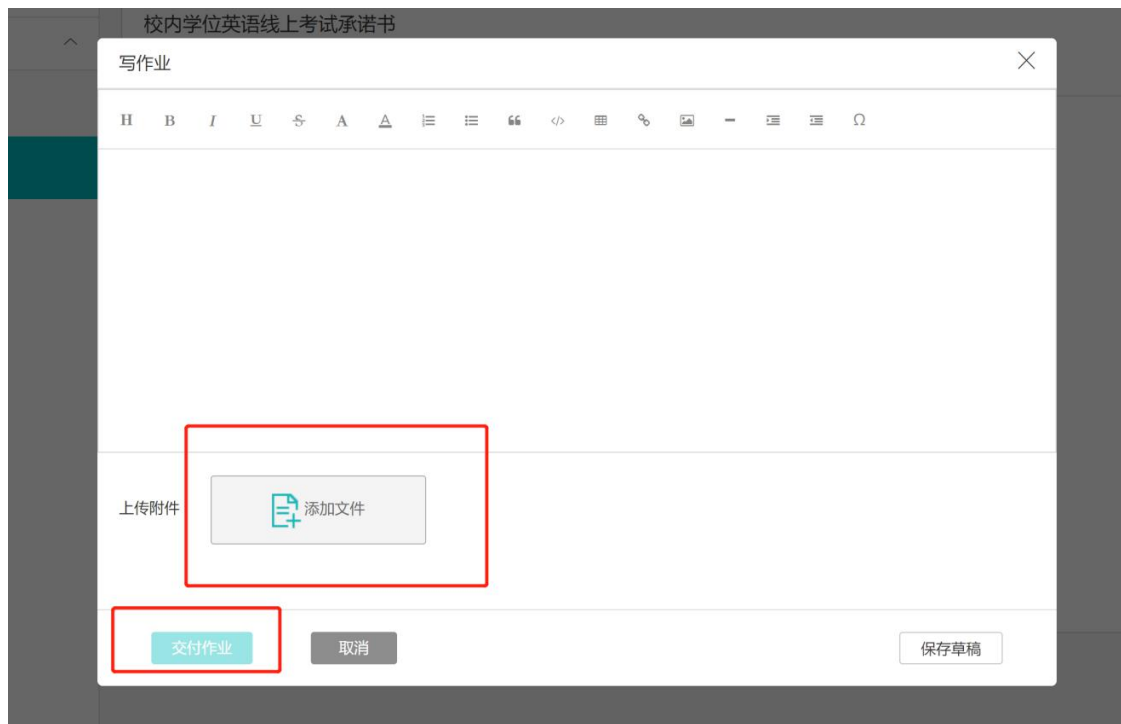 校内学位英语线上考试承诺书
写作业
H B I U S A A </> Ω
上传附件
添加文件
交付作业 取消 保存草稿